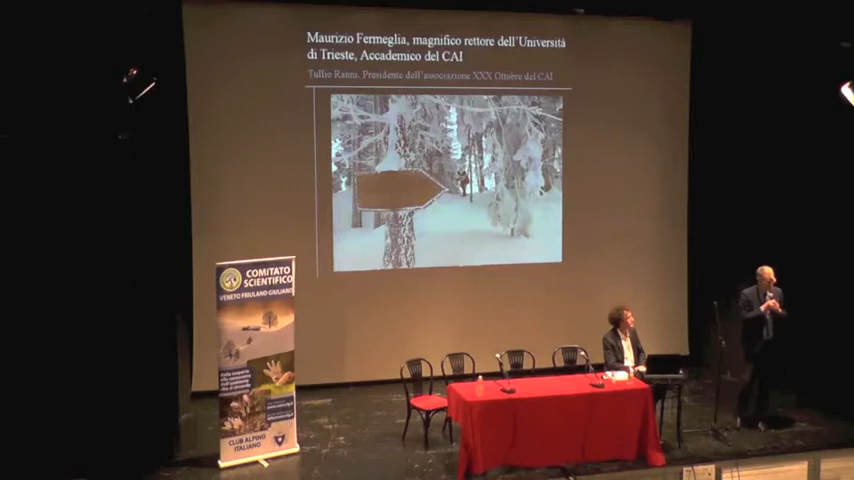 Maurizio Fermeglia, magnifico rettore dell'Universitá
di Trieste, Accademico del CAI
Tullio Ranni, Presidente dell'associazione XXX Ottobre del CAI
COMITATO
SCIENTIFICO
VENETO FRIULANO GIULIANO
CLUB ALPINO
ITALIANO